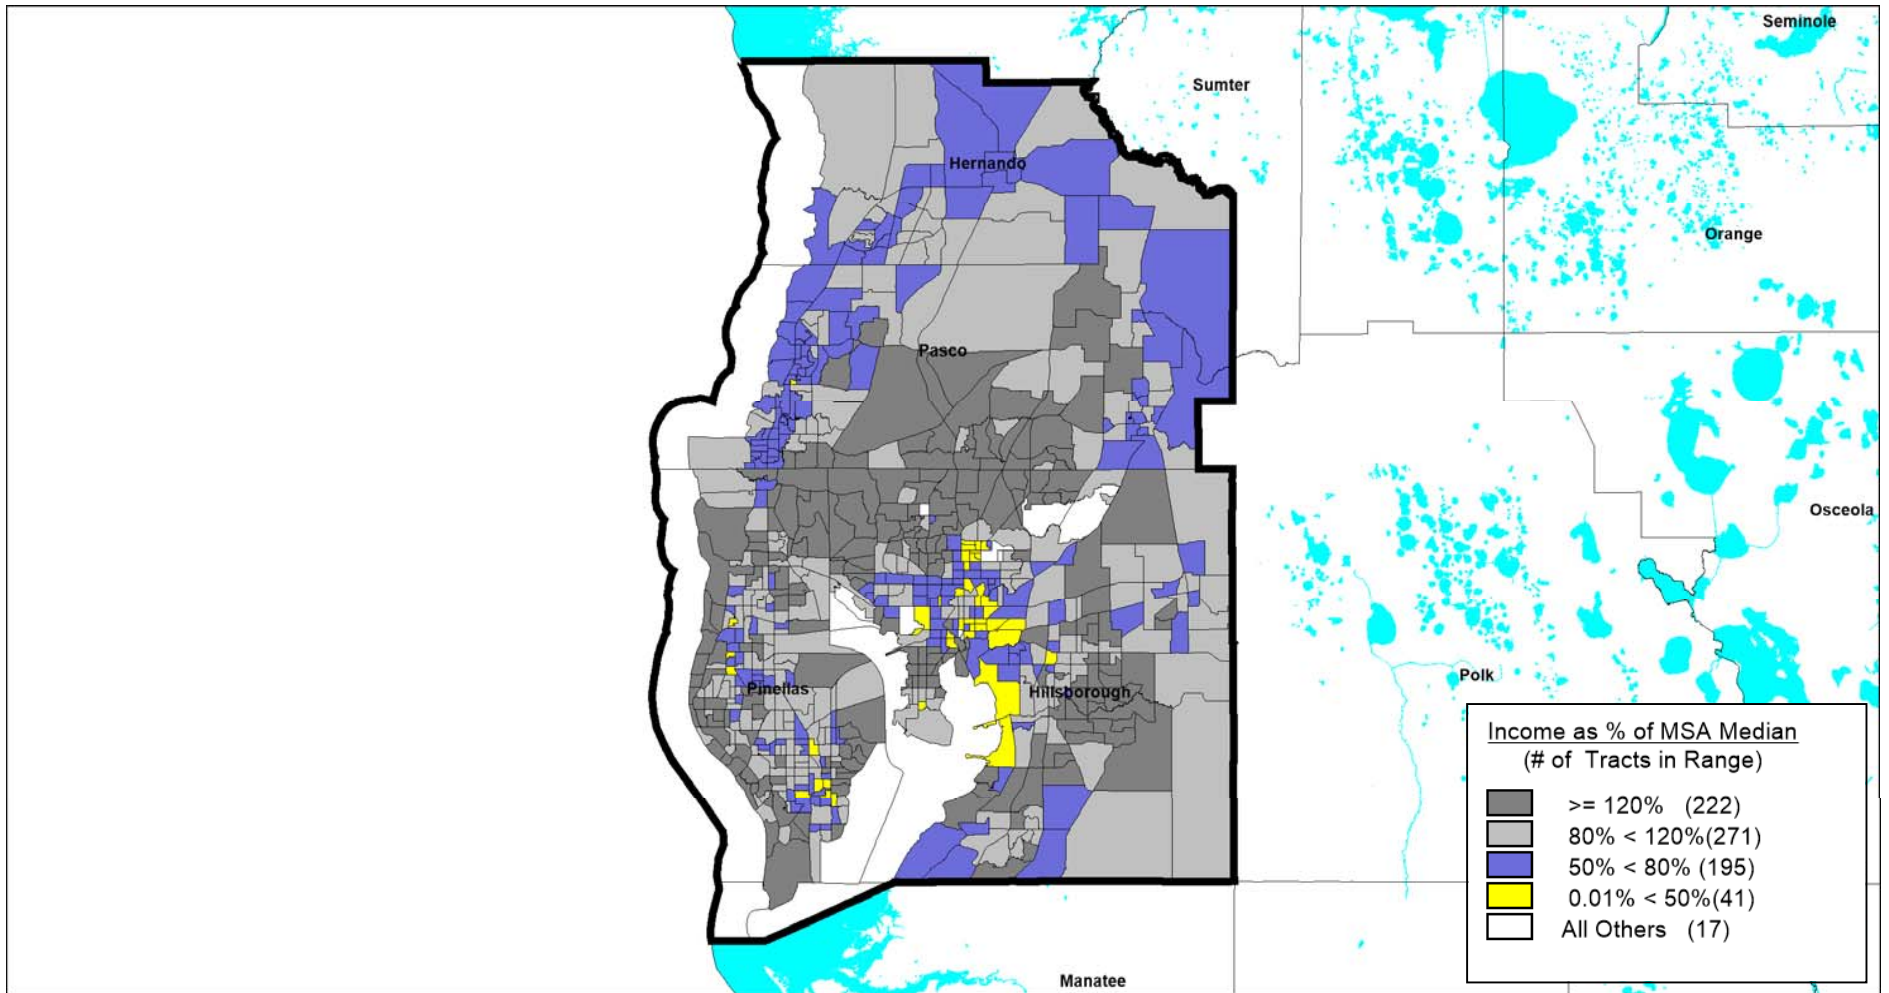 Seminole
Sumter
Hernando
Orange
Pasco
Osceola
Polk
Pinellas
Hillsborough
Income as % of MSA Median
(# of Tracts in Range)
>= 120% (222)
80% < 120%(271)
50% < 80% (195)
0.01% < 50%(41)
All Others (17)
Manatee